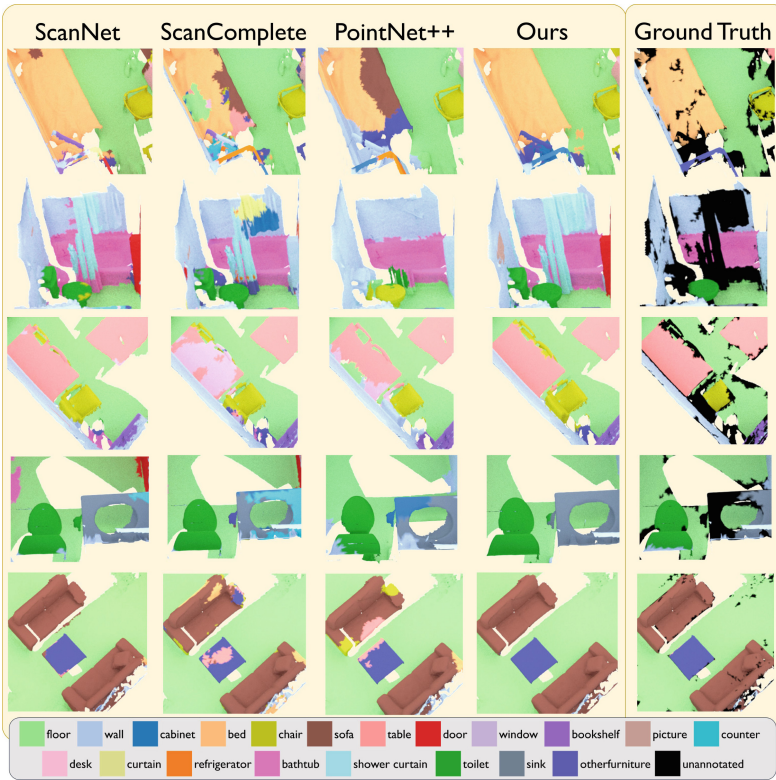 ScanNet ScanComplete PointNet++ Ours Ground Truth
floor wall cabinet bed chair sofa table door window bookshelf picture counter
desk curtain refrigerator bathtub shower curtain toilet sink otherfurniture unannotated